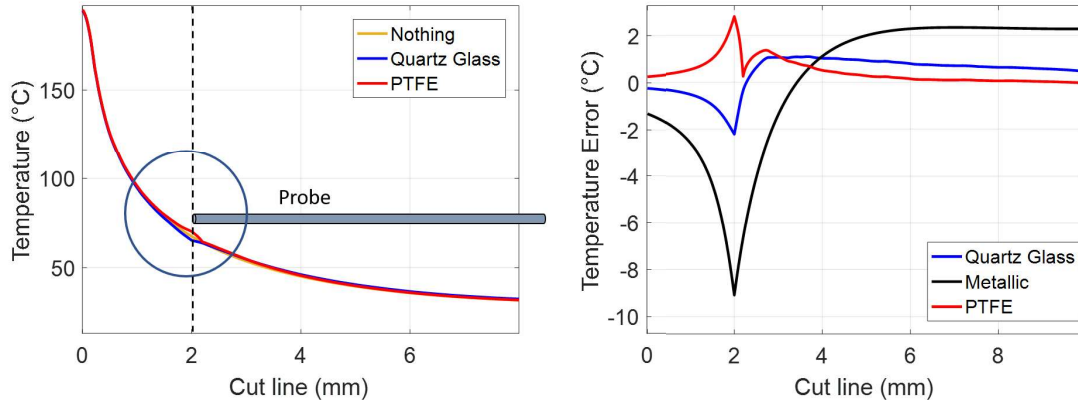 Temperature (°C)
150
100
50
0
2
4
6
Cut line (mm)
Nothing
Quartz Glass
PTFE
Probe
Temperature Error (°C)
2
0
-2
-4
-6
-8
-10
0
2
4
6
8
Cut line (mm)
Quartz Glass
Metallic
PTFE